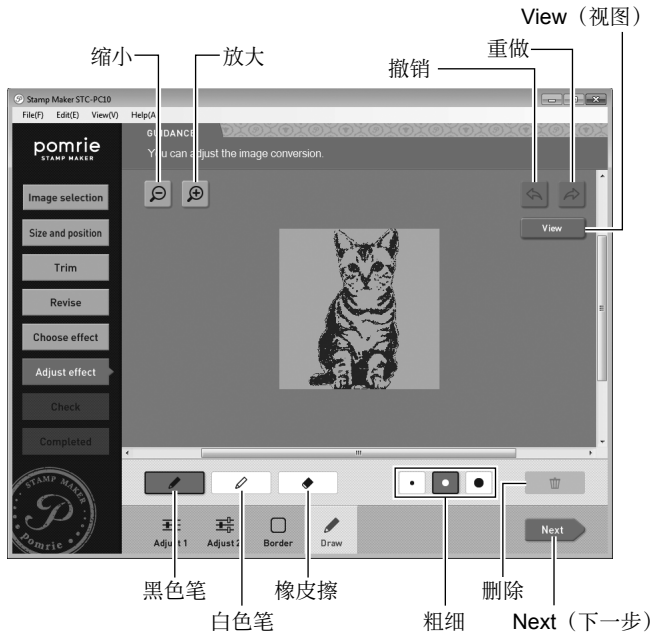 View（视图）
缩小
放大
撤销
重做
Stamp Maker STC-PC10
File(F) Edit(E) View(V) Help(A
GUIDANCE
You can adjust the image conversion.
pomrie
STAMP MAKER
Image selection
Size and position
Trim
Revise
Choose effect
Adjust effect
Check
Completed
View
STAMP MAKER
pomrie
Adjust 1
Adjust 2
Border
Draw
Next
黑色笔
白色笔
橡皮擦
粗细
删除
Next（下一步）